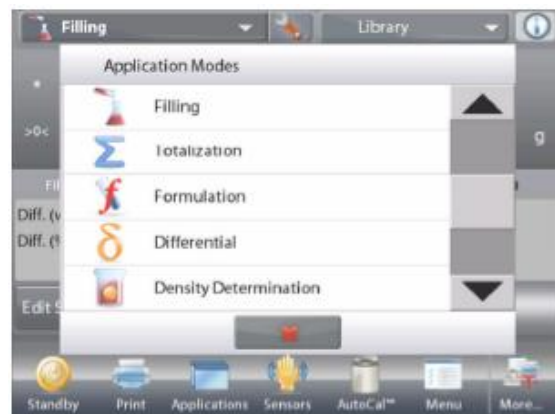 Filling Library
Application Modes
Filling
>0<
g
Totalization
Formulation
Diff. (
Diff. (
Differential
Density Determination
Edit S
Standby Print Applications Sensors AutoCal™ Menu More...